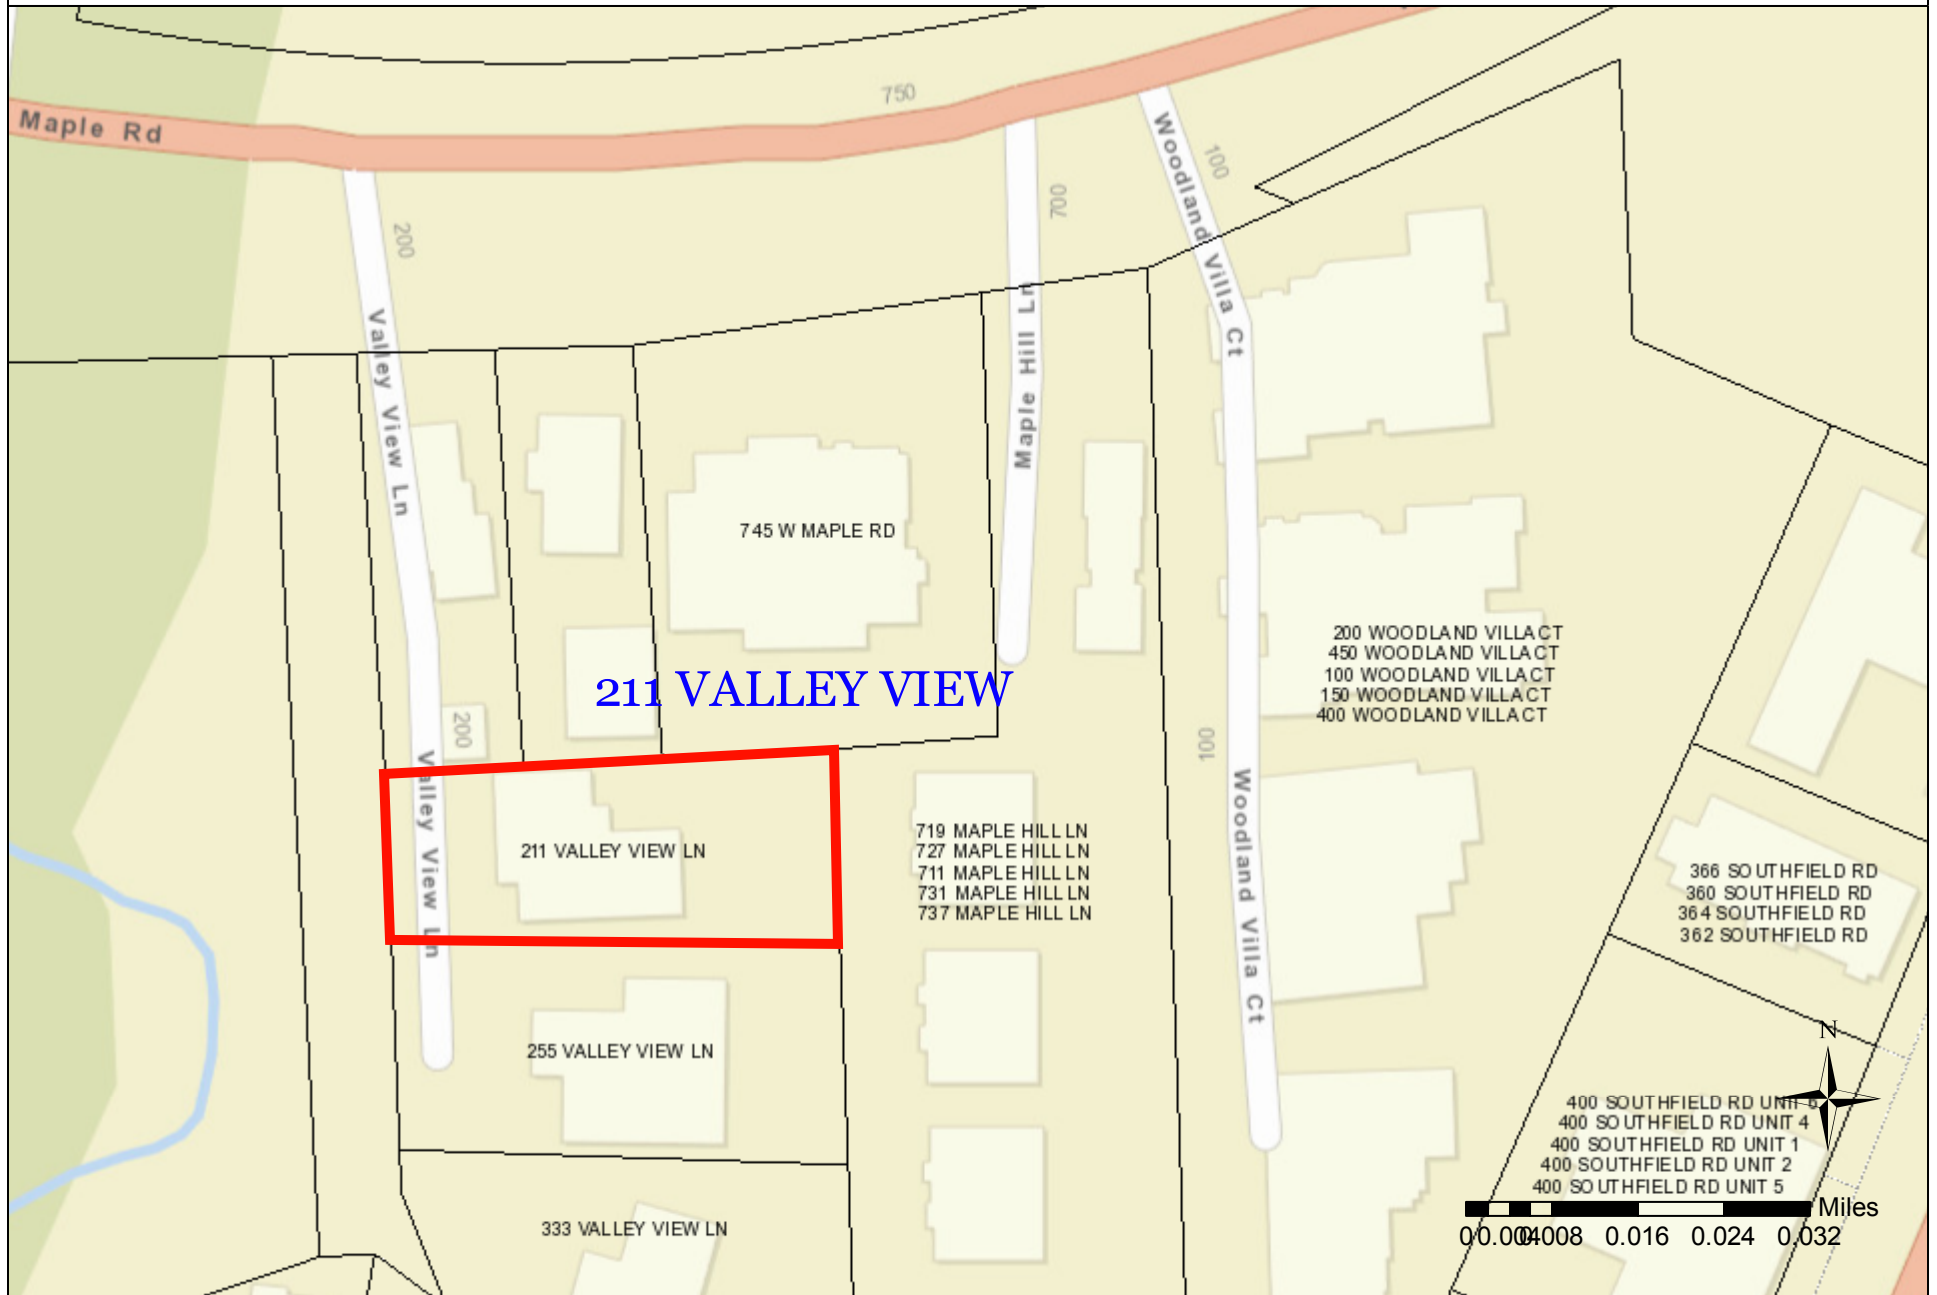 750
Maple Rd
Woodland Villa Ct
100
200
700
Valley View Ln
Maple Hill Ln
745 W MAPLE RD
200 WOODLAND VILLA CT
450 WOODLAND VILLA CT
100 WOODLAND VILLA CT
150 WOODLAND VILLA CT
400 WOODLAND VILLA CT
211 VALLEY VIEW
200
100
Valley View Ln
Woodland Villa Ct
211 VALLEY VIEW LN
719 MAPLE HILL LN
727 MAPLE HILL LN
711 MAPLE HILL LN
731 MAPLE HILL LN
737 MAPLE HILL LN
366 SOUTHFIELD RD
360 SOUTHFIELD RD
364 SOUTHFIELD RD
362 SOUTHFIELD RD
255 VALLEY VIEW LN
N
400 SOUTHFIELD RD UNIT 6
400 SOUTHFIELD RD UNIT 4
400 SOUTHFIELD RD UNIT 1
400 SOUTHFIELD RD UNIT 2
400 SOUTHFIELD RD UNIT 5
333 VALLEY VIEW LN
Miles
0 0.004 0.008 0.016 0.024 0.032